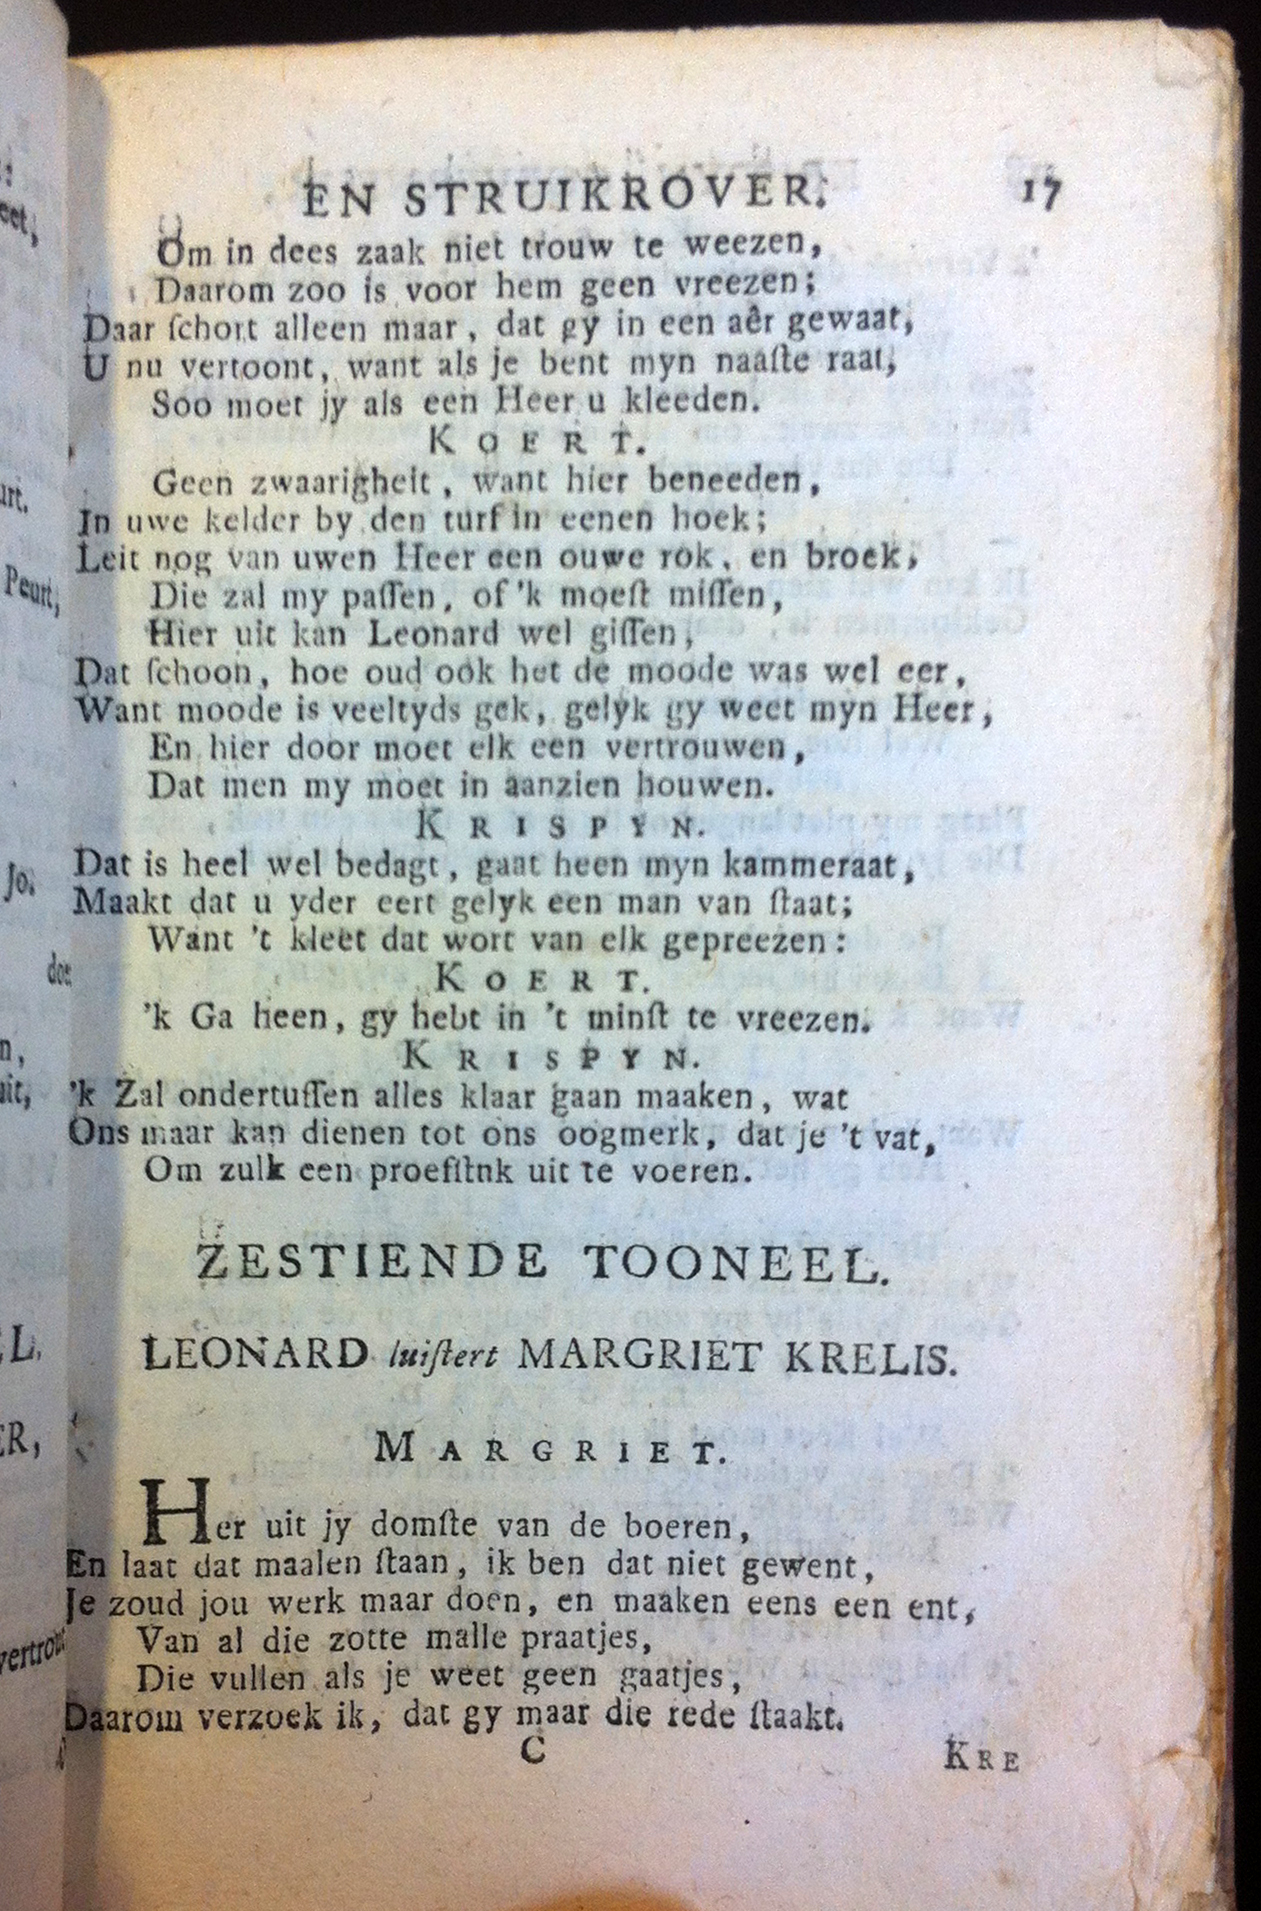 EN STRUIKROVER. 17
Om in dees zaak niet trouw te weezen,
Daarom zoo is voor hem geen vreezen;
Daar ſchort alleen maar, dat gy in een aêr gewaat,
U nu vertoont, want als je bent myn naaſte raat,
Soo moet jy als een Heer u kleeden.
KOERT.
Geen zwaarigheit, want hier beneeden,
In uwe kelder by den turf in eenen hoek;
Leit nog van uwen Heer een ouwe rok, en broek,
Die zal my paſſen, of 'k moeſt miſſen,
Hier uit kan Leonard wel giſſen,
Dat ſchoon, hoe oud ook het de moode was wel eer,
Want moode is veeltyds gek, gelyk gy weet myn Heer,
En hier door moet elk een vertrouwen,
Dat men my moet in aanzien houwen.
KRISPYN.
Dat is heel wel bedagt, gaat heen myn kammeraat,
Maakt dat u yder eert gelyk een man van ſtaat;
Want 't kleet dat wort van elk gepreezen:
KOERT.
'k Ga heen, gy hebt in 't minſt te vreezen.
KRISPYN.
'k Zal ondertuſſen alles klaar gaan maaken, wat
Ons maar kan dienen tot ons oogmerk, dat je 't vat,
Om zulk een proefſtnk uit te voeren.
ZESTIENDE TOONEEL.
LEONARD luiſtert MARGRIET KRELIS.
MARGRIET.
Her uit jy domſte van de boeren,
En laat dat maalen ſtaan, ik ben dat niet gewent,
Je zoud jou werk maar doen, en maaken eens een ent,
Van al die zotte malle praatjes,
Die vullen als je weet geen gaatjes,
Daarom verzoek ik, dat gy maar die rede ſtaakt.
C
KRE